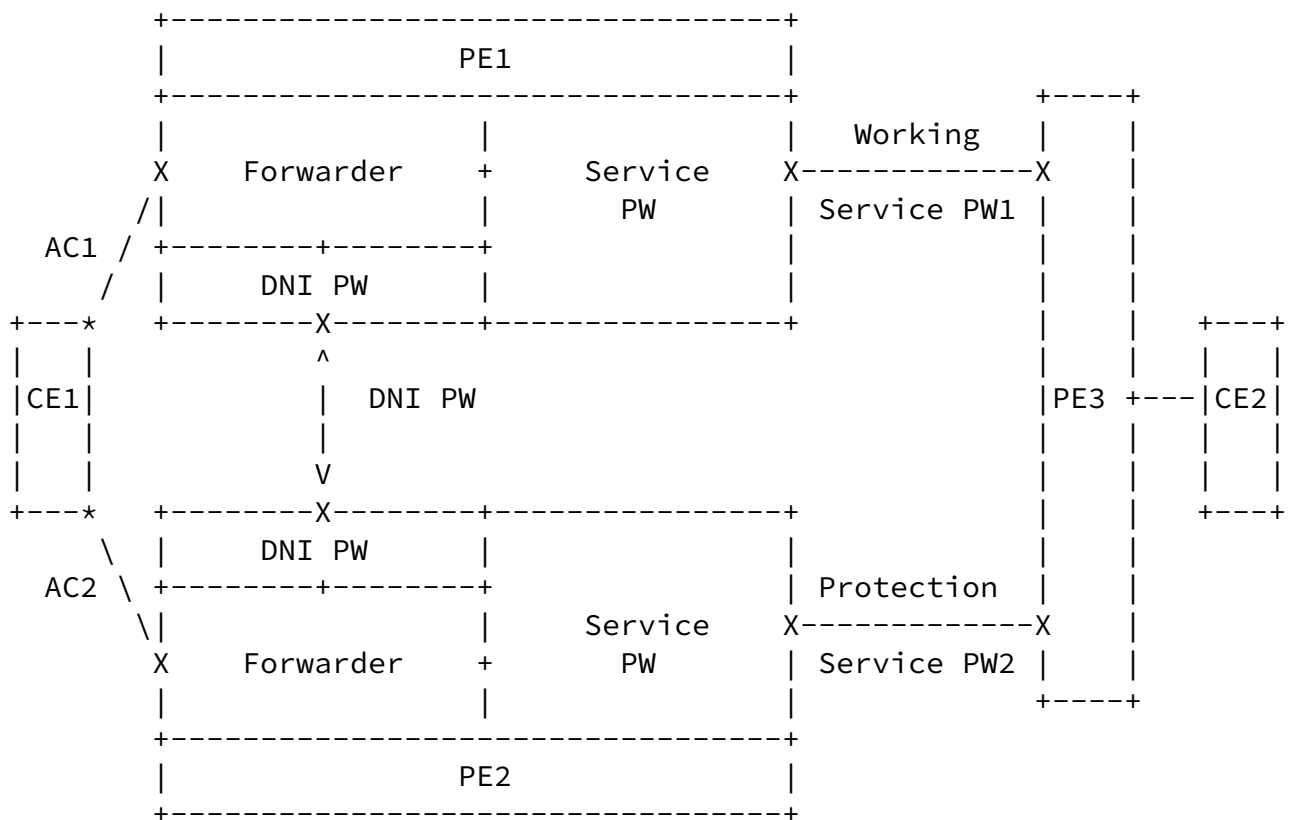 PE1
Working
Forwarder Service
PW Service PW1
AC1
DNI PW
CE1 DNI PW PE3 CE2
DNI PW
AC2 Protection
Service
Forwarder PW Service PW2
PE2